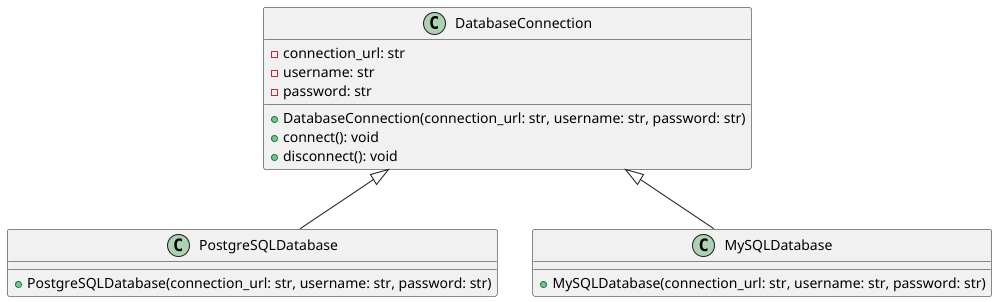 C DatabaseConnection
connection_url: str
username: str
password: str
DatabaseConnection(connection_url: str, username: str, password: str)
connect(): void
disconnect(): void
C PostgreSQLDatabase
PostgreSQLDatabase(connection_url: str, username: str, password: str)
C MySQLDatabase
MySQLDatabase(connection_url: str, username: str, password: str)